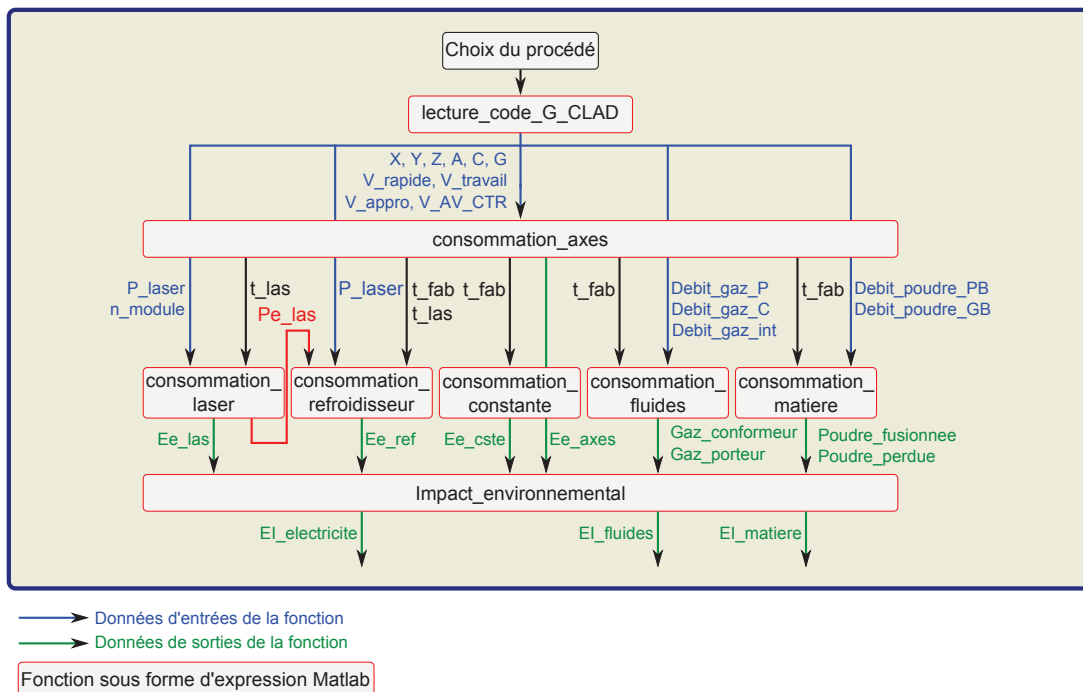 Choix du procédé
lecture_code_G_CLAD
X, Y, Z, A, C, G
V_rapide, V_travail
V_appro, V_AV_CTR
consommation_axes
P_laser
n_module
t_las
Pe_las
P_laser
t_fab
t_las
t_fab
t_fab
Debit_gaz_P
Debit_gaz_C
Debit_gaz_int
t_fab
Debit_poudre_PB
Debit_poudre_GB
consommation_
laser
consommation_
refroidisseur
consommation_
constante
consommation_
fluides
consommation_
matiere
Ee_las
Ee_ref
Ee_cste
Ee_axes
Gaz_conformeur
Gaz_porteur
Poudre_fusionnee
Poudre_perdue
Impact_environnemental
EI_electricite
EI_fluides
EI_matiere
Données d'entrées de la fonction
Données de sorties de la fonction
Fonction sous forme d'expression Matlab